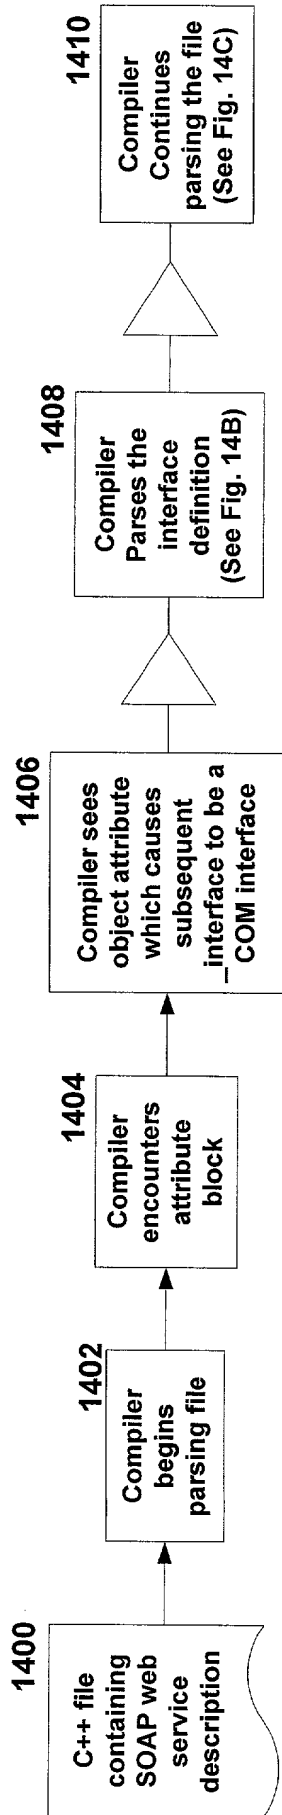 1400
C++ file
containing
SOAP web
service
description
1402
Compiler
begins
parsing file
1404
Compiler
encounters
attribute
block
1406
Compiler sees
object attribute
which causes
subsequent
_interface to be a
COM interface
1408
Compiler
Parses the
interface
definition
(See Fig. 14B)
1410
Compiler
Continues
parsing the file
(See Fig. 14C)